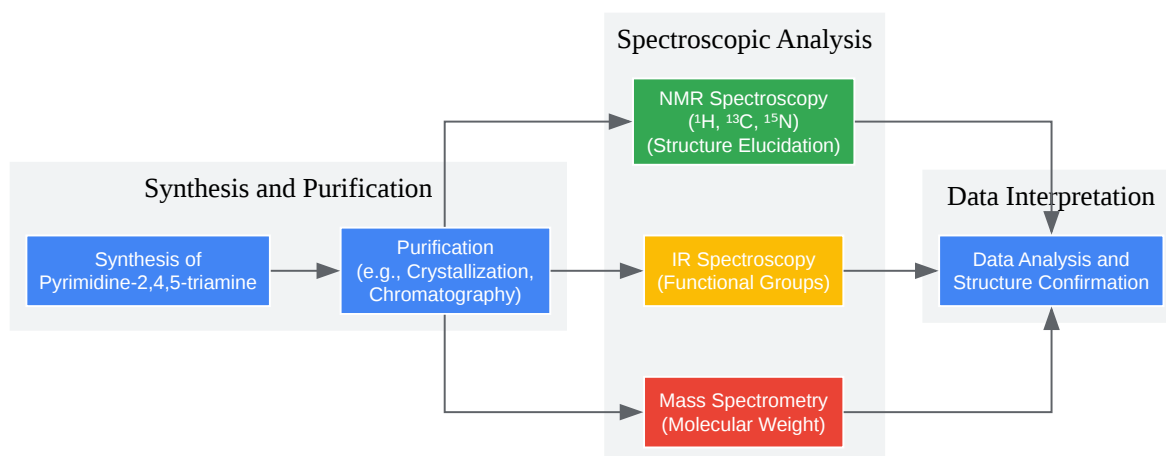 Synthesis and Purification
Synthesis of
Pyrimidine-2,4,5-triamine
Purification
(e.g., Crystallization,
Chromatography)
Spectroscopic Analysis
NMR Spectroscopy
(¹H, ¹³C, ¹⁵N)
(Structure Elucidation)
IR Spectroscopy
(Functional Groups)
Mass Spectrometry
(Molecular Weight)
Data Interpretation
Data Analysis and
Structure Confirmation